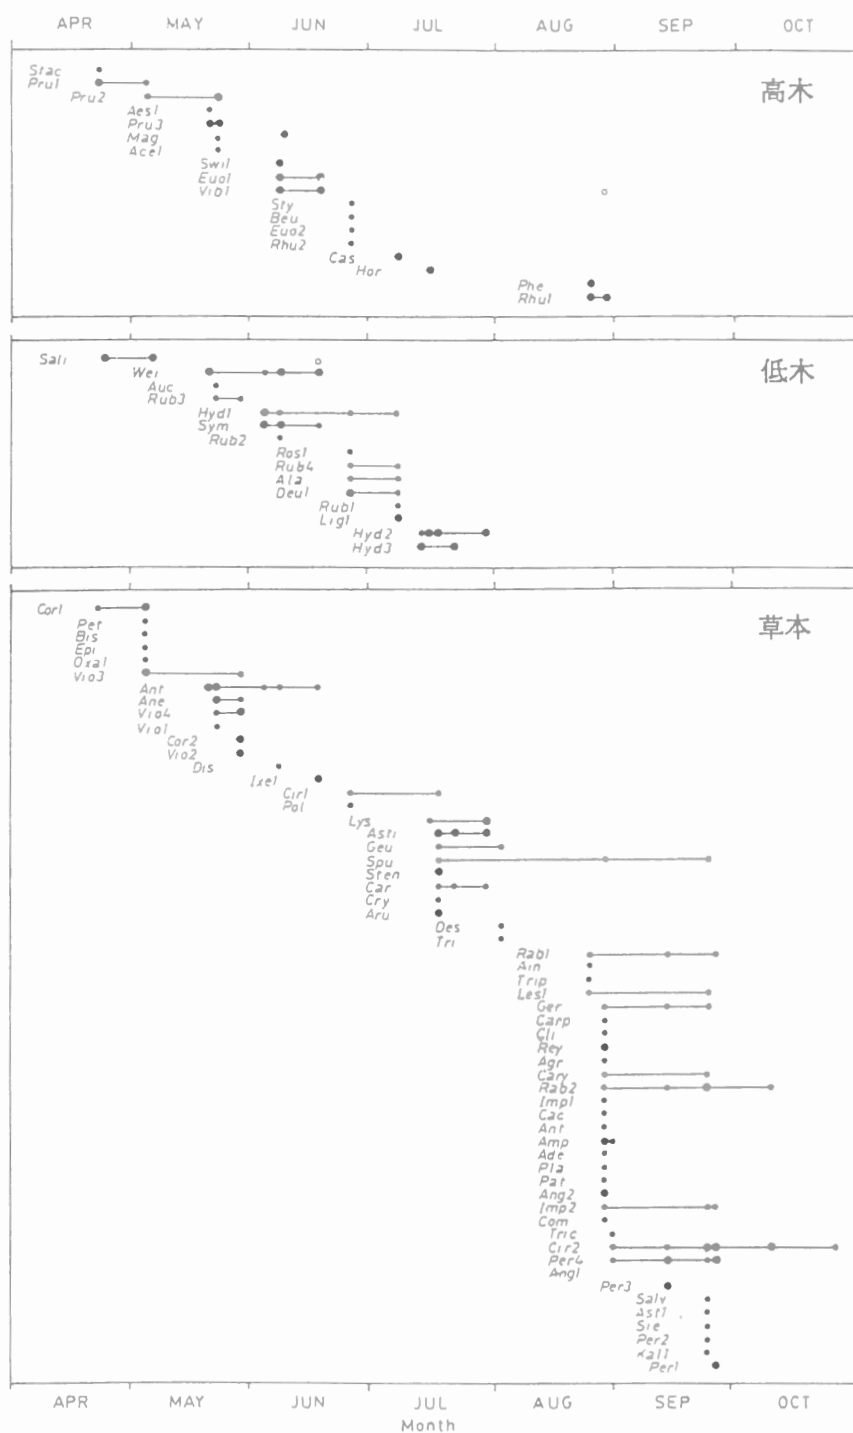 APR MAY JUN JUL AUG SEP OCT
高木
Stac
Pru1
Pru2
Aes1
Pru3
Mag
Ace1
Swi1
Euo1
Vib1
Sty
Beu
Euo2
Rhu2
Cas
Hor
Phe
Rhu1
低木
Sali
Wei
Auc
Rub3
Hyd1
Sym
Rub2
Ros1
Rub4
Ala
Deu1
Rub1
Lig1
Hyd2
Hyd3
草本
Cor1
Pet
Bis
Epi
Oxa1
Vio3
Ant
Ane
Vio4
Vio1
Cor2
Vio2
Dis
Ixe1
Cir1
Pol
Lys
Asti
Geu
Spu
Sten
Car
Cry
Aru
Des
Tri
Rab1
Ain
Trip
Les1
Ger
Carp
Cli
Rey
Agr
Cary
Rab2
Imp1
Cac
Ant
Amp
Ade
Pla
Pat
Ang2
Imp2
Com
Tric
Cir2
Per4
Ang1
Per3
Salv
Ast1
Sie
Per2
Kal1
Per1
APR MAY JUN JUL AUG SEP OCT
Month